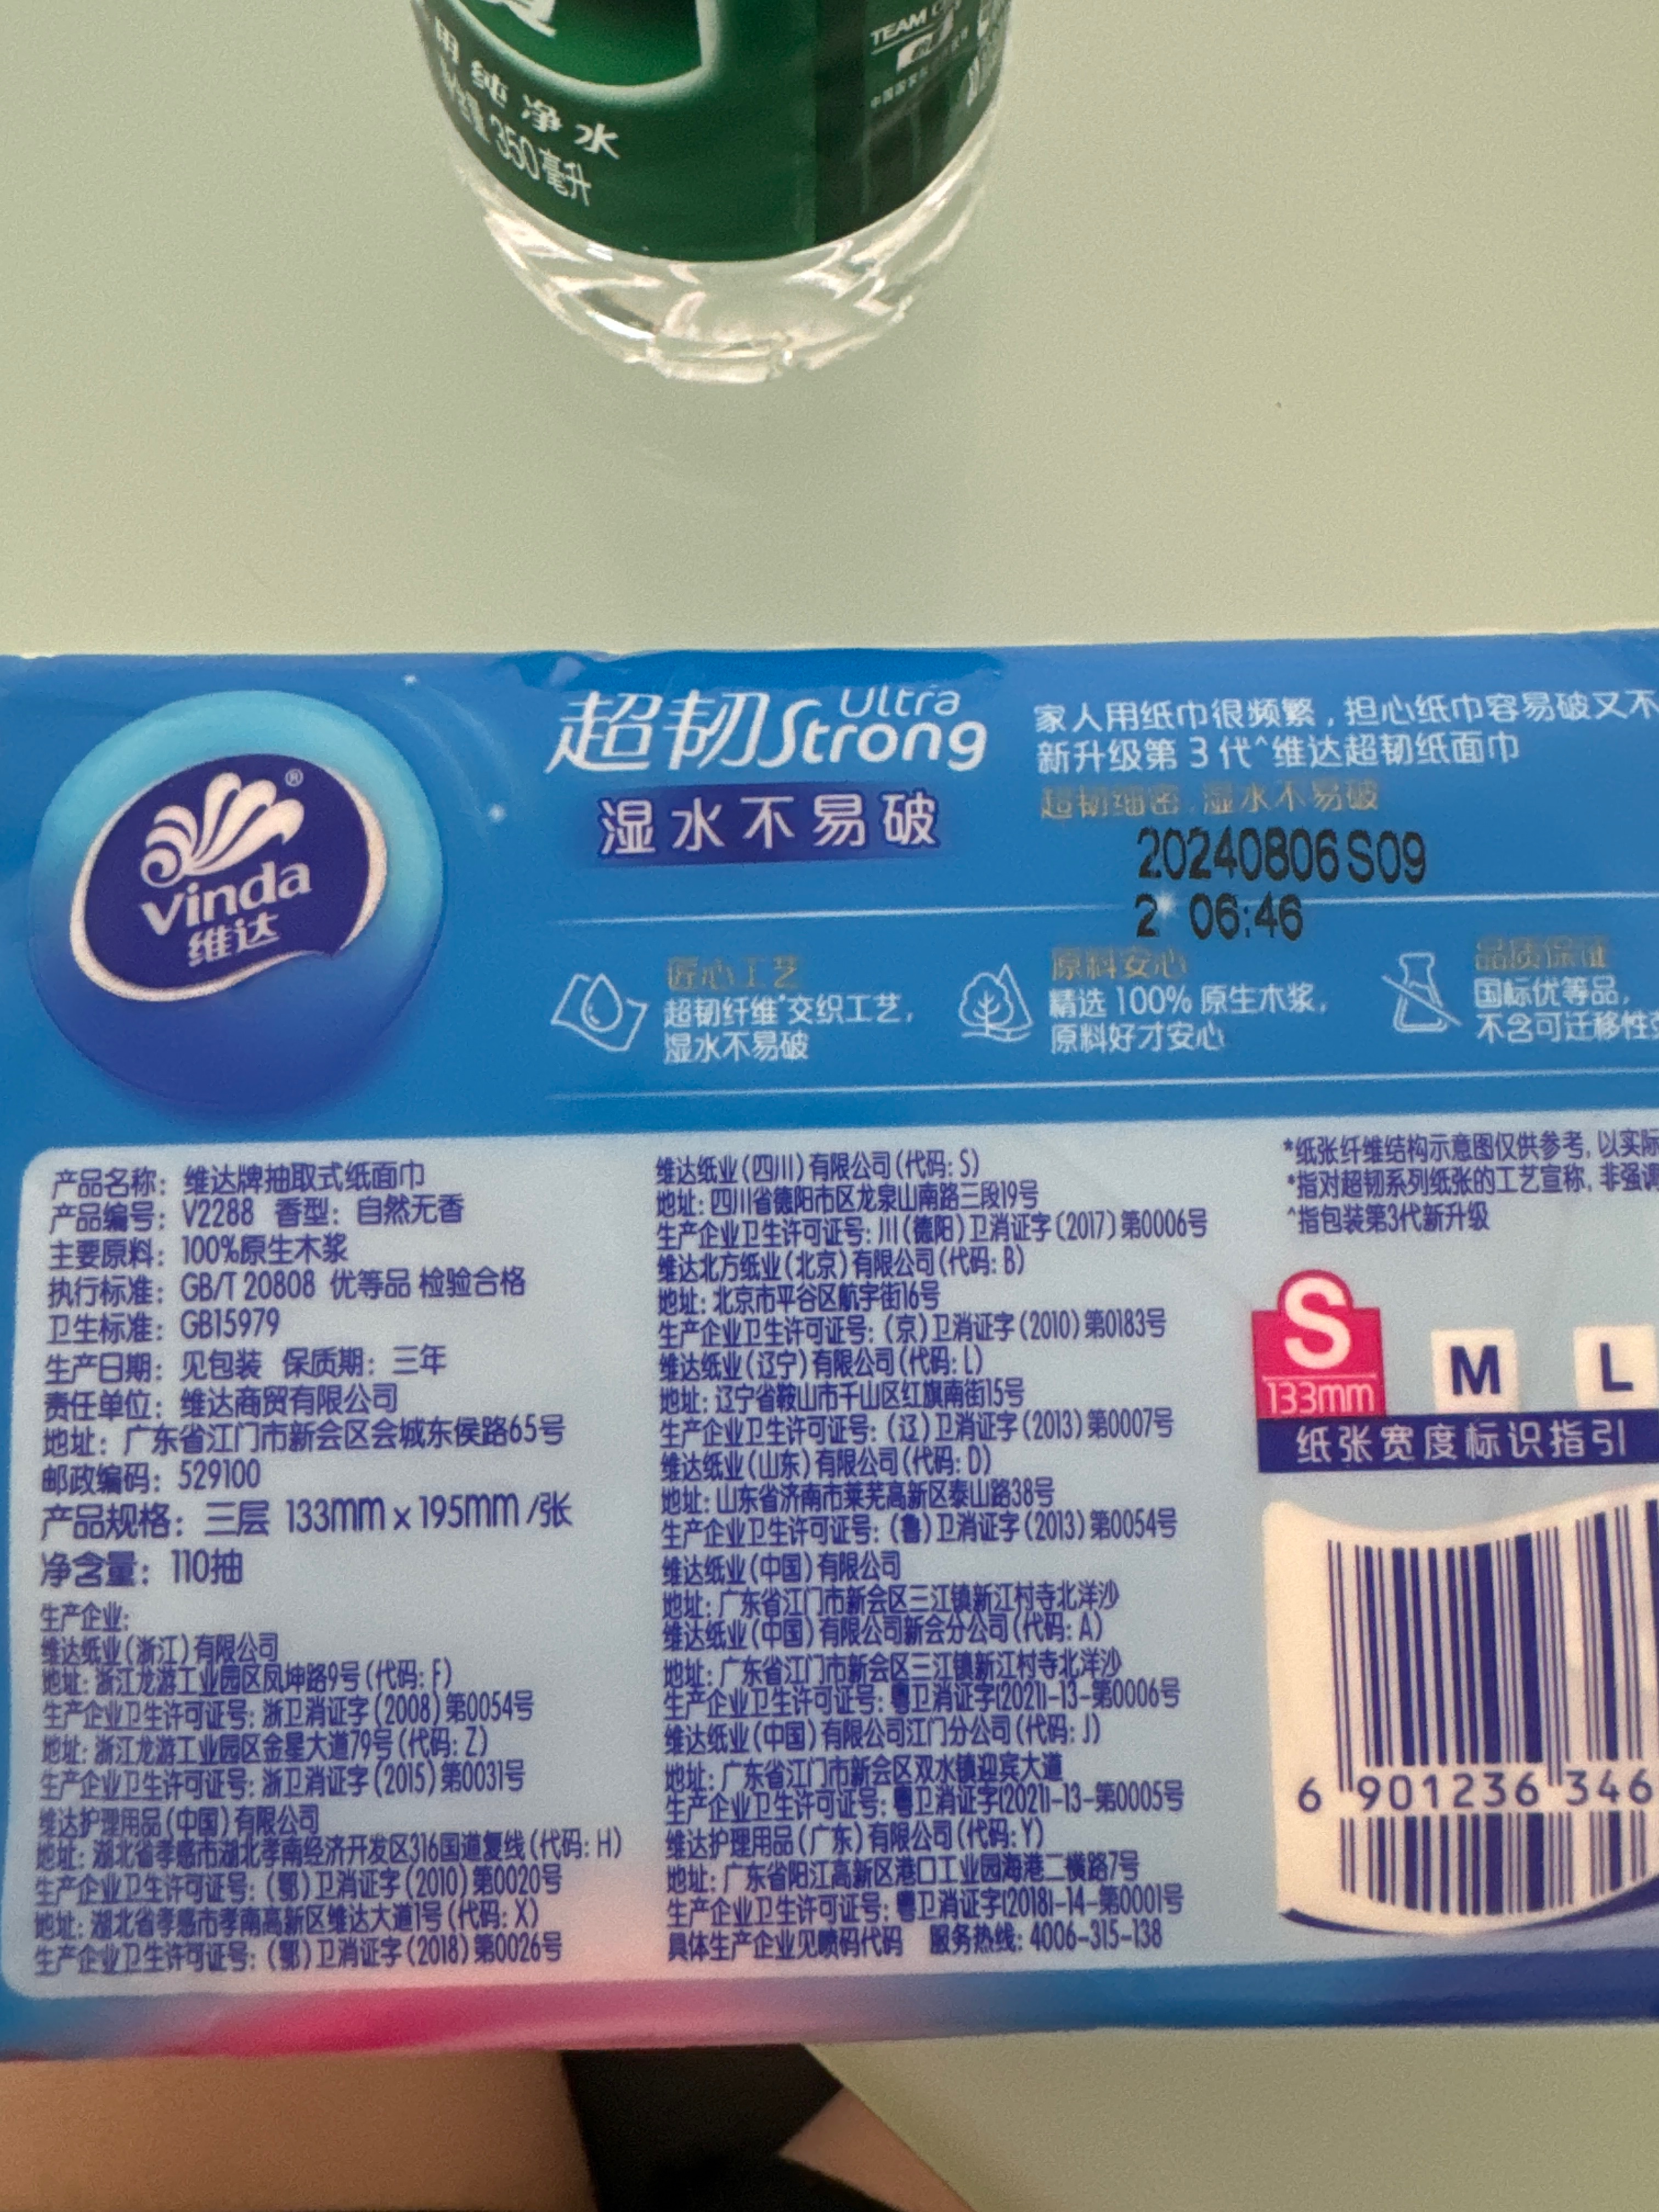 用纯净水
350毫升
TEAM
超韧 Ultra Strong
湿水不易破
vinda®
维达
家人用纸巾很频繁，担心纸巾容易破又不
新升级第3代^维达超韧纸面巾
超韧细密，湿水不易破
20240806S09
2 06:46
匠心工艺
超韧纤维*交织工艺，
湿水不易破
原料安心
精选100%原生木浆，
原料好才安心
品质保证
国标优等品，
不含可迁移性
产品名称：维达牌抽取式纸面巾
产品编号：V2288 香型：自然无香
主要原料：100%原生木浆
执行标准：GB/T 20808 优等品 检验合格
卫生标准：GB15979
生产日期：见包装 保质期：三年
责任单位：维达商贸有限公司
地址：广东省江门市新会区会城东侯路65号
邮政编码：529100
产品规格：三层 133mm x 195mm /张
净含量：110抽
生产企业：
维达纸业(浙江)有限公司
地址：浙江龙游工业园区凤坤路9号(代码：F)
生产企业卫生许可证号：浙卫消证字(2008)第0054号
地址：浙江龙游工业园区金星大道79号(代码：Z)
生产企业卫生许可证号：浙卫消证字(2015)第0031号
维达护理用品(中国)有限公司
地址：湖北省孝感市湖北孝南经济开发区316国道复线(代码：H)
生产企业卫生许可证号：(鄂)卫消证字(2010)第0020号
地址：湖北省孝感市孝南高新区维达大道1号(代码：X)
生产企业卫生许可证号：(鄂)卫消证字(2018)第0026号
维达纸业(四川)有限公司(代码：S)
地址：四川省德阳市区龙泉山南路三段19号
生产企业卫生许可证号：川(德阳)卫消证字〔2017〕第0006号
维达北方纸业(北京)有限公司(代码：B)
地址：北京市平谷区航宇街16号
生产企业卫生许可证号：(京)卫消证字(2010)第0183号
维达纸业(辽宁)有限公司(代码：L)
地址：辽宁省鞍山市千山区红旗南街15号
生产企业卫生许可证号：(辽)卫消证字(2013)第0007号
维达纸业(山东)有限公司(代码：D)
地址：山东省济南市莱芜高新区泰山路38号
生产企业卫生许可证号：(鲁)卫消证字(2013)第0054号
维达纸业(中国)有限公司
地址：广东省江门市新会区三江镇新江村寺北洋沙
维达纸业(中国)有限公司新会分公司(代码：A)
地址：广东省江门市新会区三江镇新江村寺北洋沙
生产企业卫生许可证号：粤卫消证字[2021]-13-第0006号
维达纸业(中国)有限公司江门分公司(代码：J)
地址：广东省江门市新会区双水镇迎宾大道
生产企业卫生许可证号：粤卫消证字[2021]-13-第0005号
维达护理用品(广东)有限公司(代码：Y)
地址：广东省阳江高新区港口工业园海港二横路7号
生产企业卫生许可证号：粤卫消证字[2018]-14-第0001号
具体生产企业见喷码代码 服务热线：4006-315-138
*纸张纤维结构示意图仅供参考，以实际
*指对超韧系列纸张的工艺宣称，非强调
^指包装第3代新升级
S M L
133mm
纸张宽度标识指引
6 901236 346